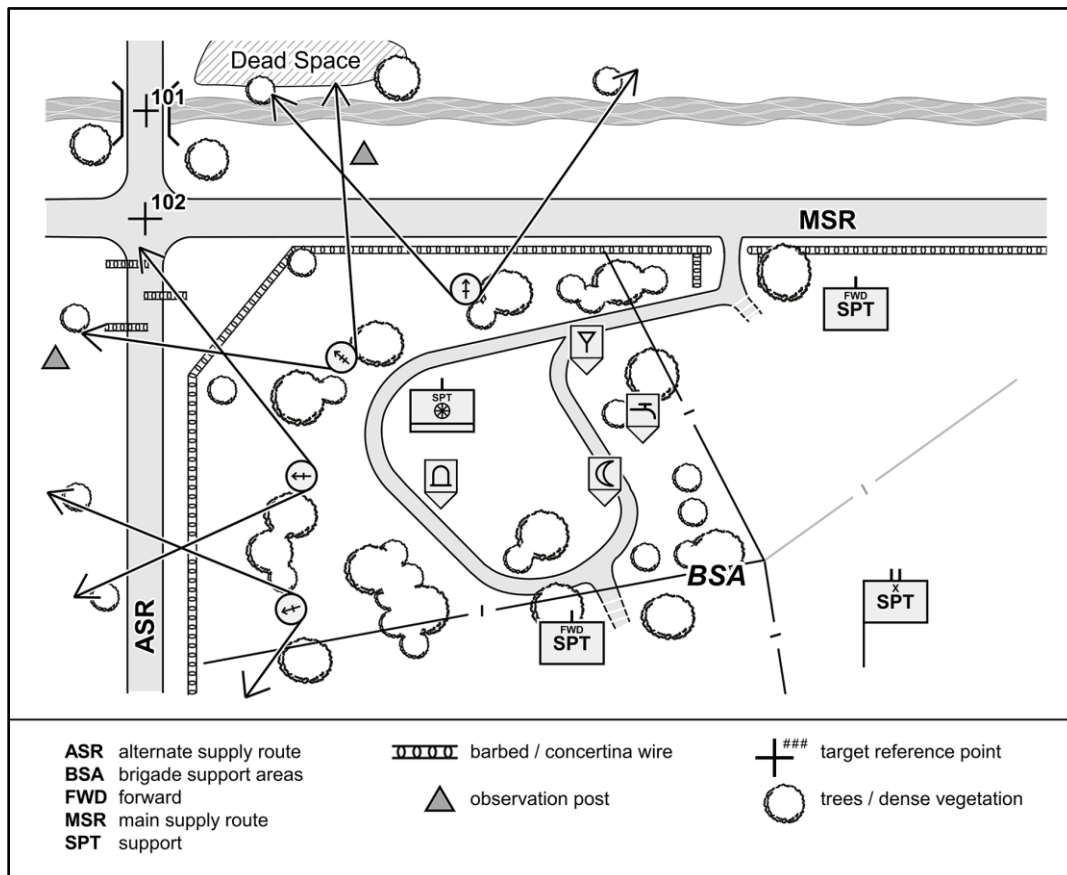 Dead Space
101
102
MSR
FWD
SPT
SPT
BSA
X
SPT
ASR
FWD
SPT
ASR alternate supply route
BSA brigade support areas
FWD forward
MSR main supply route
SPT support
barbed / concertina wire
observation post
### target reference point
trees / dense vegetation